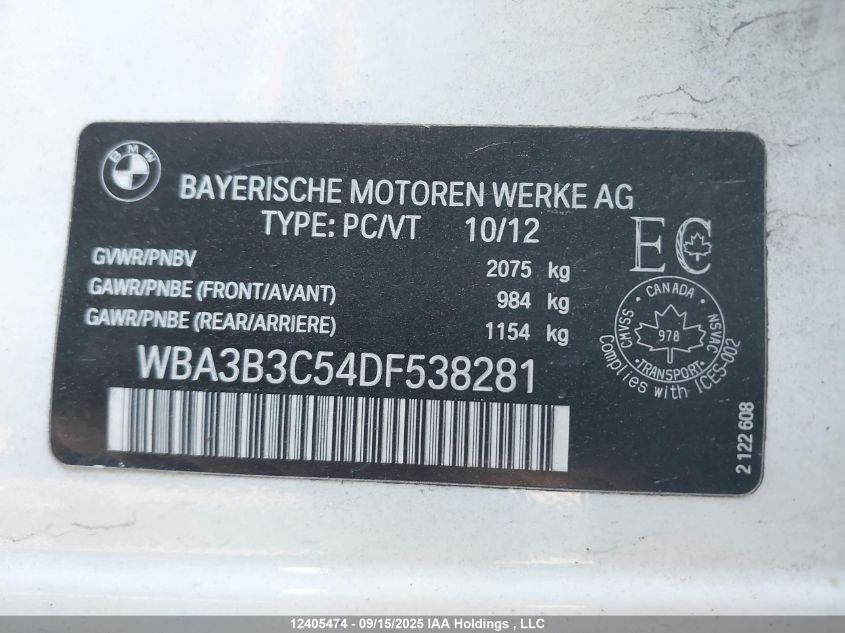 BMW
BAYERISCHE MOTOREN WERKE AG
TYPE: PC/VT 10/12
GVWR/PNBV 2075 kg
GAWR/PNBE (FRONT/AVANT) 984 kg
GAWR/PNBE (REAR/ARRIERE) 1154 kg
WBA3B3C54DF538281
EC
CANADA
CMVSS 978 NSVAC
TRANSPORT
Complies with ICES-002
2 122 608
12405474 - 09/15/2025 IAA Holdings , LLC